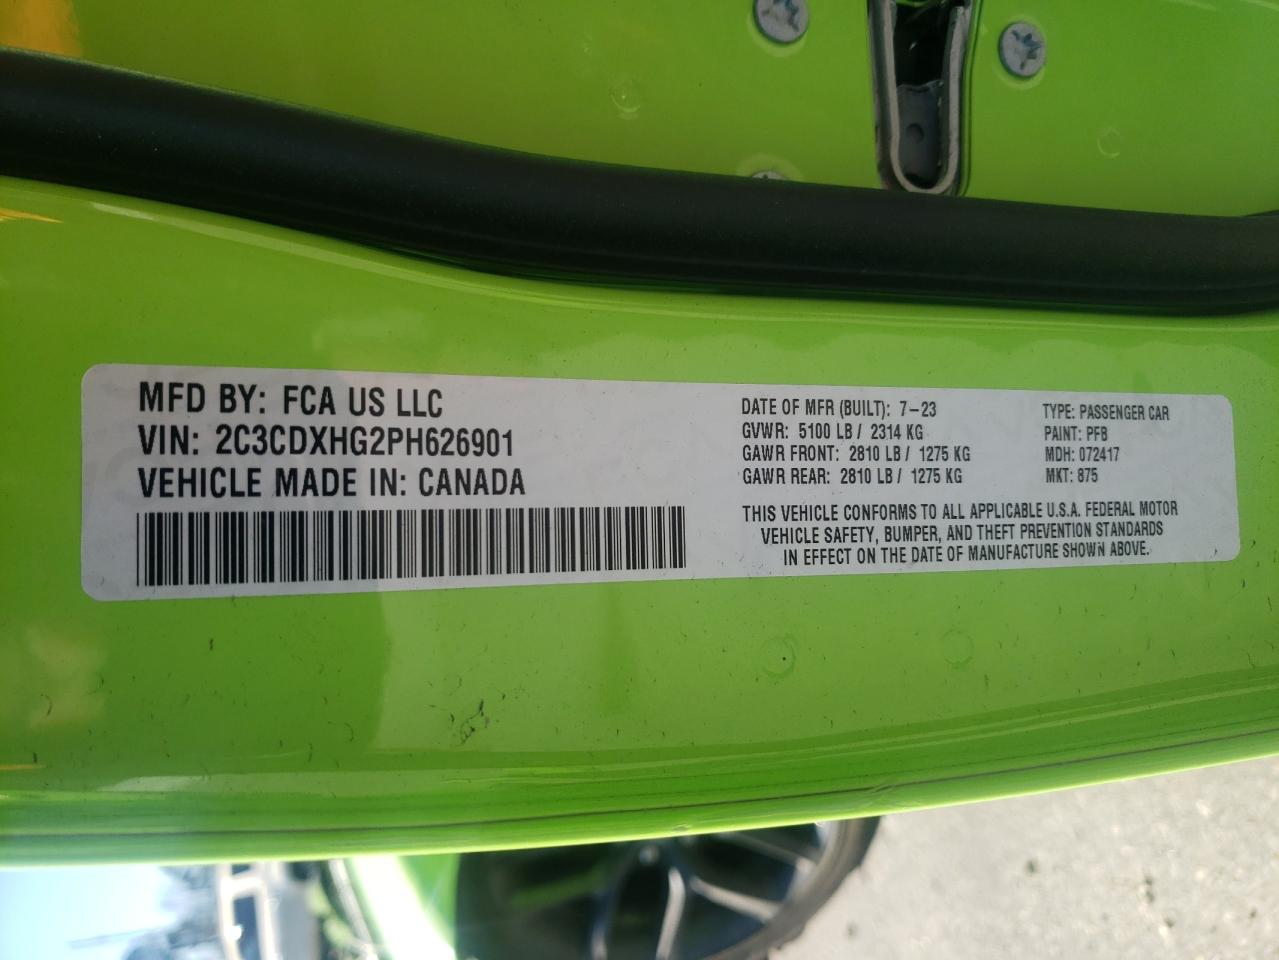 MFD BY: FCA US LLC
VIN: 2C3CDXHG2PH626901
VEHICLE MADE IN: CANADA
DATE OF MFR (BUILT): 7-23
GVWR: 5100 LB / 2314 KG
GAWR FRONT: 2810 LB / 1275 KG
GAWR REAR: 2810 LB / 1275 KG
TYPE: PASSENGER CAR
PAINT: PFB
MDH: 072417
MKT: 875
THIS VEHICLE CONFORMS TO ALL APPLICABLE U.S.A. FEDERAL MOTOR
VEHICLE SAFETY, BUMPER, AND THEFT PREVENTION STANDARDS
IN EFFECT ON THE DATE OF MANUFACTURE SHOWN ABOVE.